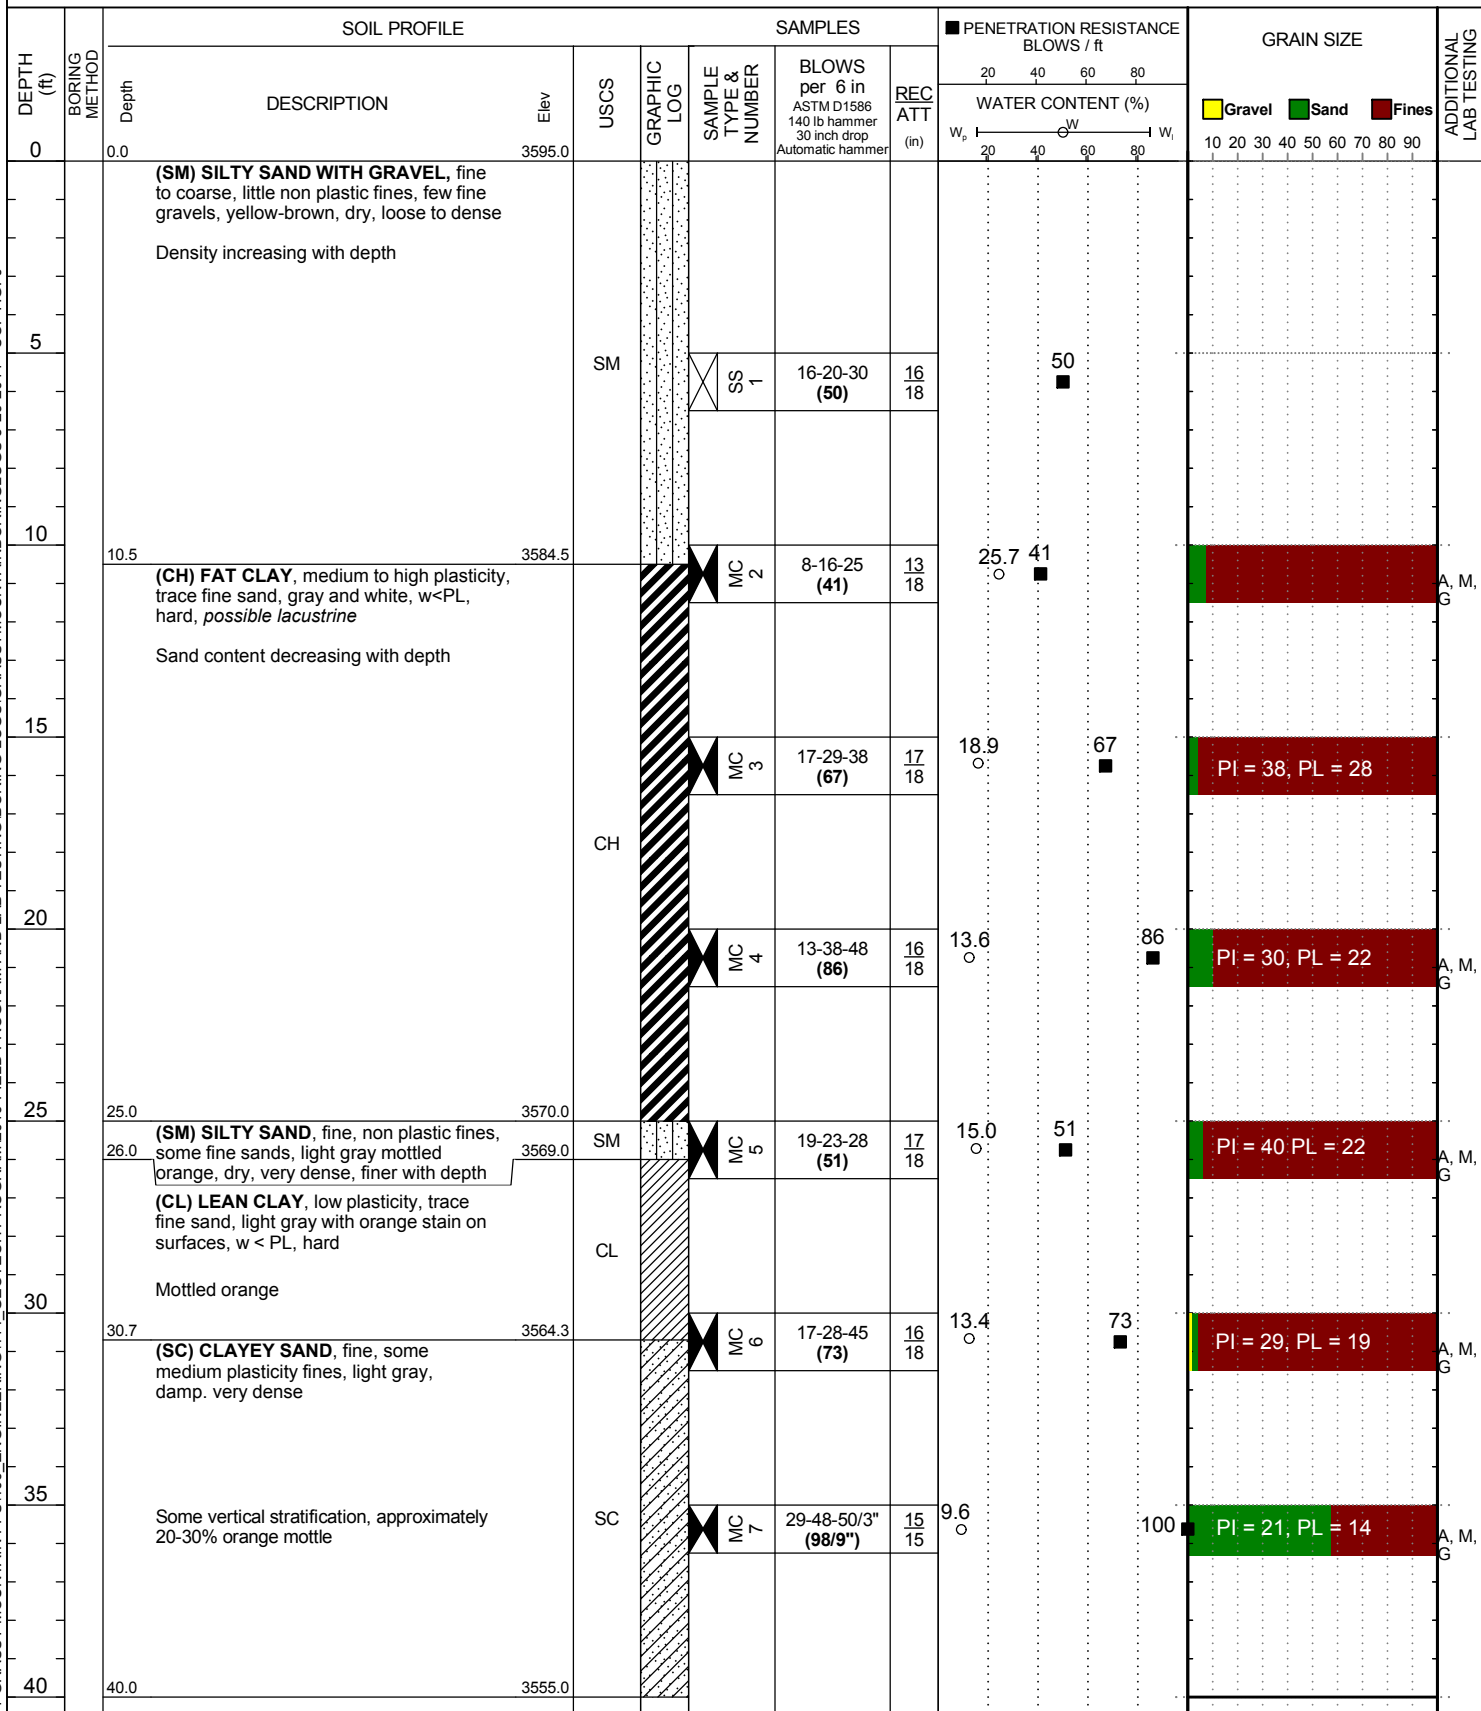 SOIL PROFILE
SAMPLES
PENETRATION RESISTANCE
BLOWS / ft
20 40 60 80
WATER CONTENT (%)
Wp W Wl
20 40 60 80
GRAIN SIZE
Gravel Sand Fines
10 20 30 40 50 60 70 80 90
ADDITIONAL
LAB TESTING
DEPTH
(ft)
BORING
METHOD
Depth
DESCRIPTION
Elev
USCS
GRAPHIC
LOG
SAMPLE
TYPE &
NUMBER
BLOWS
per 6 in
ASTM D1586
140 lb hammer
30 inch drop
Automatic hammer
REC
ATT
(in)
0
0.0 3595.0
(SM) SILTY SAND WITH GRAVEL, fine
to coarse, little non plastic fines, few fine
gravels, yellow-brown, dry, loose to dense
Density increasing with depth
5
SM
SS
1
16-20-30
(50)
16
18
50
10
10.5 3584.5
(CH) FAT CLAY, medium to high plasticity,
trace fine sand, gray and white, w<PL,
hard, possible lacustrine
Sand content decreasing with depth
MC
2
8-16-25
(41)
13
18
25.7 41
A, M,
G
15
MC
3
17-29-38
(67)
17
18
18.9 67
PI = 38, PL = 28
CH
20
MC
4
13-38-48
(86)
16
18
13.6 86
PI = 30, PL = 22
A, M,
G
25
25.0 3570.0
(SM) SILTY SAND, fine, non plastic fines,
some fine sands, light gray mottled
orange, dry, very dense, finer with depth
26.0 3569.0
SM
MC
5
19-23-28
(51)
17
18
15.0 51
PI = 40 PL = 22
A, M,
G
(CL) LEAN CLAY, low plasticity, trace
fine sand, light gray with orange stain on
surfaces, w < PL, hard
CL
Mottled orange
30
30.7 3564.3
(SC) CLAYEY SAND, fine, some
medium plasticity fines, light gray,
damp. very dense
MC
6
17-28-45
(73)
16
18
13.4 73
PI = 29, PL = 19
A, M,
G
35
Some vertical stratification, approximately
20-30% orange mottle
SC
MC
7
29-48-50/3"
(98/9")
15
15
9.6 100
PI = 21, PL = 14
A, M,
G
40
40.0 3555.0